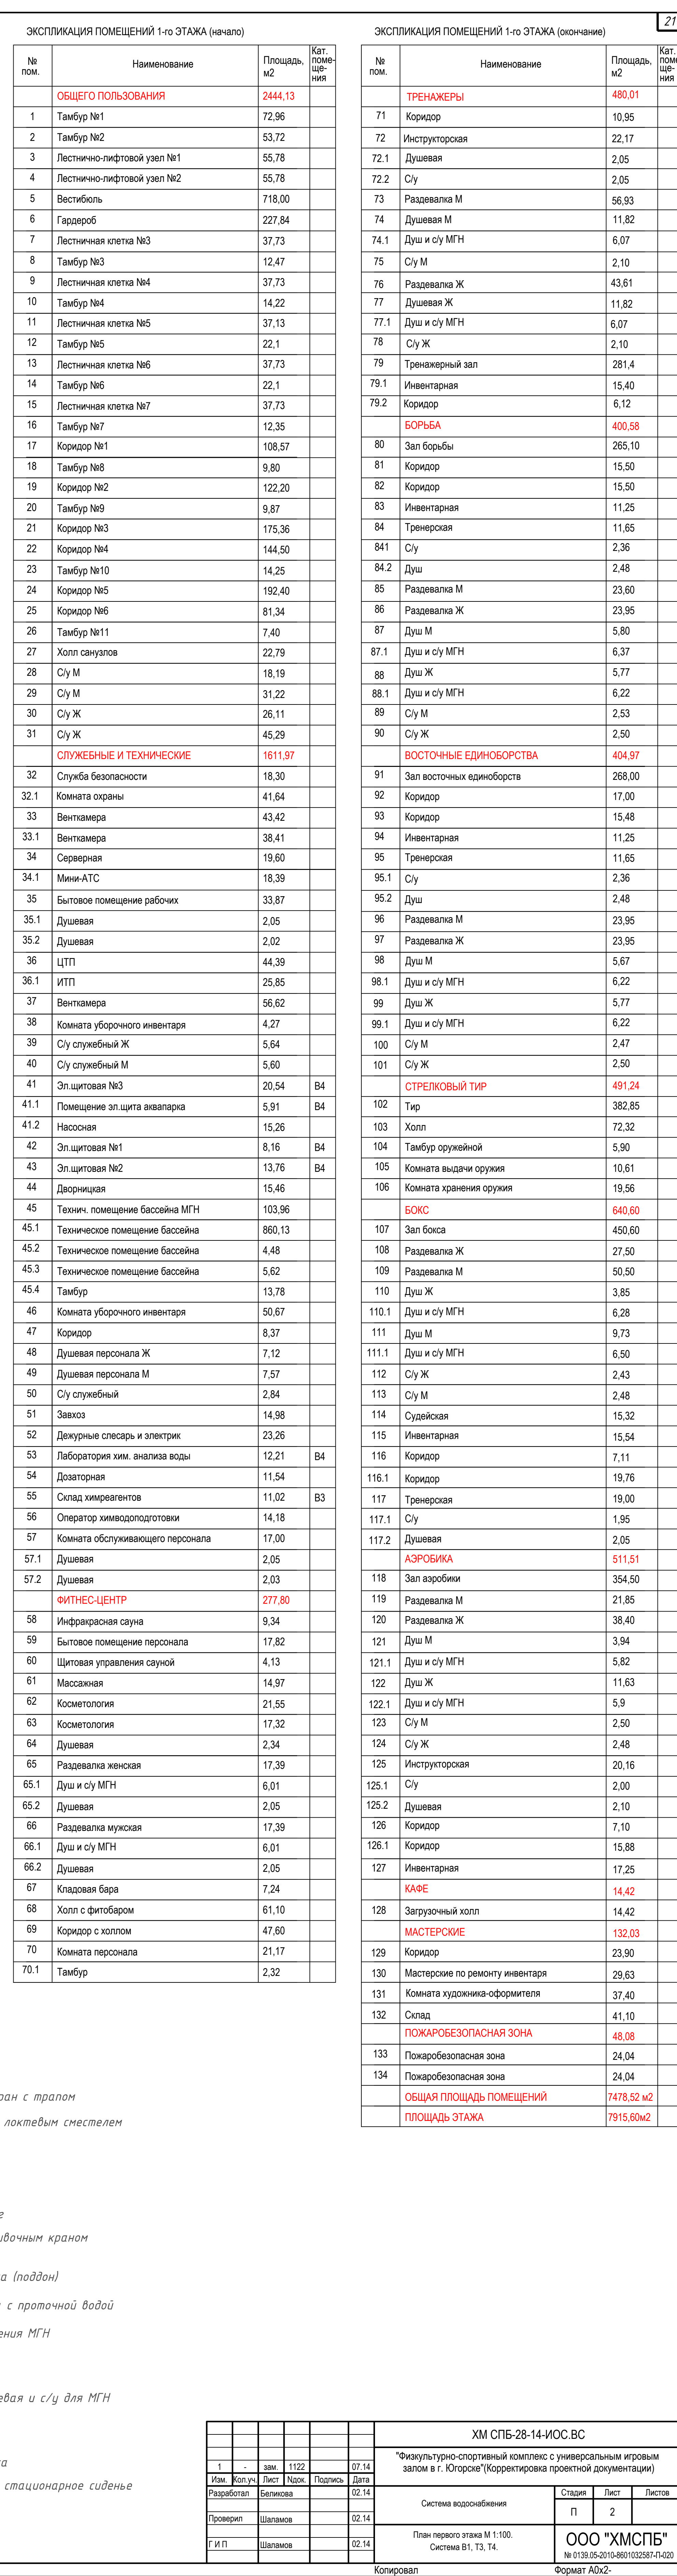 21
ЭКСПЛИКАЦИЯ ПОМЕЩЕНИЙ 1-го ЭТАЖА (начало)
№ пом. Наименование Площадь, м2 Кат. поме-ще-ния
ОБЩЕГО ПОЛЬЗОВАНИЯ 2444,13
1 Тамбур №1 72,96
2 Тамбур №2 53,72
3 Лестнично-лифтовой узел №1 55,78
4 Лестнично-лифтовой узел №2 55,78
5 Вестибюль 718,00
6 Гардероб 227,84
7 Лестничная клетка №3 37,73
8 Тамбур №3 12,47
9 Лестничная клетка №4 37,73
10 Тамбур №4 14,22
11 Лестничная клетка №5 37,13
12 Тамбур №5 22,1
13 Лестничная клетка №6 37,73
14 Тамбур №6 22,1
15 Лестничная клетка №7 37,73
16 Тамбур №7 12,35
17 Коридор №1 108,57
18 Тамбур №8 9,80
19 Коридор №2 122,20
20 Тамбур №9 9,87
21 Коридор №3 175,36
22 Коридор №4 144,50
23 Тамбур №10 14,25
24 Коридор №5 192,40
25 Коридор №6 81,34
26 Тамбур №11 7,40
27 Холл санузлов 22,79
28 С/у М 18,19
29 С/у М 31,22
30 С/у Ж 26,11
31 С/у Ж 45,29
СЛУЖЕБНЫЕ И ТЕХНИЧЕСКИЕ 1611,97
32 Служба безопасности 18,30
32.1 Комната охраны 41,64
33 Венткамера 43,42
33.1 Венткамера 38,41
34 Серверная 19,60
34.1 Мини-АТС 18,39
35 Бытовое помещение рабочих 33,87
35.1 Душевая 2,05
35.2 Душевая 2,02
36 ЦТП 44,39
36.1 ИТП 25,85
37 Венткамера 56,62
38 Комната уборочного инвентаря 4,27
39 С/у служебный Ж 5,64
40 С/у служебный М 5,60
41 Эл.щитовая №3 20,54 В4
41.1 Помещение эл.щита аквапарка 5,91 В4
41.2 Насосная 15,26
42 Эл.щитовая №1 8,16 В4
43 Эл.щитовая №2 13,76 В4
44 Дворницкая 15,46
45 Технич. помещение бассейна МГН 103,96
45.1 Техническое помещение бассейна 860,13
45.2 Техническое помещение бассейна 4,48
45.3 Техническое помещение бассейна 5,62
45.4 Тамбур 13,78
46 Комната уборочного инвентаря 50,67
47 Коридор 8,37
48 Душевая персонала Ж 7,12
49 Душевая персонала М 7,57
50 С/у служебный 2,84
51 Завхоз 14,98
52 Дежурные слесарь и электрик 23,26
53 Лаборатория хим. анализа воды 12,21 В4
54 Дозаторная 11,54
55 Склад химреагентов 11,02 В3
56 Оператор химводоподготовки 14,18
57 Комната обслуживающего персонала 17,00
57.1 Душевая 2,05
57.2 Душевая 2,03
ФИТНЕС-ЦЕНТР 277,80
58 Инфракрасная сауна 9,34
59 Бытовое помещение персонала 17,82
60 Щитовая управления сауной 4,13
61 Массажная 14,97
62 Косметология 21,55
63 Косметология 17,32
64 Душевая 2,34
65 Раздевалка женская 17,39
65.1 Душ и с/у МГН 6,01
65.2 Душевая 2,05
66 Раздевалка мужская 17,39
66.1 Душ и с/у МГН 6,01
66.2 Душевая 2,05
67 Кладовая бара 7,24
68 Холл с фитобаром 61,10
69 Коридор с холлом 47,60
70 Комната персонала 21,17
70.1 Тамбур 2,32
ЭКСПЛИКАЦИЯ ПОМЕЩЕНИЙ 1-го ЭТАЖА (окончание)
№ пом. Наименование Площадь, м2 Кат. ще-ния
ТРЕНАЖЕРЫ 480,01
71 Коридор 10,95
72 Инструкторская 22,17
72.1 Душевая 2,05
72.2 С/у 2,05
73 Раздевалка М 56,93
74 Душевая М 11,82
74.1 Душ и с/у МГН 6,07
75 С/у М 2,10
76 Раздевалка Ж 43,61
77 Душевая Ж 11,82
77.1 Душ и с/у МГН 6,07
78 С/у Ж 2,10
79 Тренажерный зал 281,4
79.1 Инвентарная 15,40
79.2 Коридор 6,12
БОРЬБА 400,58
80 Зал борьбы 265,10
81 Коридор 15,50
82 Коридор 15,50
83 Инвентарная 11,25
84 Тренерская 11,65
841 С/у 2,36
84.2 Душ 2,48
85 Раздевалка М 23,60
86 Раздевалка Ж 23,95
87 Душ М 5,80
87.1 Душ и с/у МГН 6,37
88 Душ Ж 5,77
88.1 Душ и с/у МГН 6,22
89 С/у М 2,53
90 С/у Ж 2,50
ВОСТОЧНЫЕ ЕДИНОБОРСТВА 404,97
91 Зал восточных единоборств 268,00
92 Коридор 17,00
93 Коридор 15,48
94 Инвентарная 11,25
95 Тренерская 11,65
95.1 С/у 2,36
95.2 Душ 2,48
96 Раздевалка М 23,95
97 Раздевалка Ж 23,95
98 Душ М 5,67
98.1 Душ и с/у МГН 6,22
99 Душ Ж 5,77
99.1 Душ и с/у МГН 6,22
100 С/у М 2,47
101 С/у Ж 2,50
СТРЕЛКОВЫЙ ТИР 491,24
102 Тир 382,85
103 Холл 72,32
104 Тамбур оружейной 5,90
105 Комната выдачи оружия 10,61
106 Комната хранения оружия 19,56
БОКС 640,60
107 Зал бокса 450,60
108 Раздевалка Ж 27,50
109 Раздевалка М 50,50
110 Душ Ж 3,85
110.1 Душ и с/у МГН 6,28
111 Душ М 9,73
111.1 Душ и с/у МГН 6,50
112 С/у Ж 2,43
113 С/у М 2,48
114 Судейская 15,32
115 Инвентарная 15,54
116 Коридор 7,11
116.1 Коридор 19,76
117 Тренерская 19,00
117.1 С/у 1,95
117.2 Душевая 2,05
АЭРОБИКА 511,51
118 Зал аэробики 354,50
119 Раздевалка М 21,85
120 Раздевалка Ж 38,40
121 Душ М 3,94
121.1 Душ и с/у МГН 5,82
122 Душ Ж 11,63
122.1 Душ и с/у МГН 5,9
123 С/у М 2,50
124 С/у Ж 2,48
125 Инструкторская 20,16
125.1 С/у 2,00
125.2 Душевая 2,10
126 Коридор 7,10
126.1 Коридор 15,88
127 Инвентарная 17,25
КАФЕ 14,42
128 Загрузочный холл 14,42
МАСТЕРСКИЕ 132,03
129 Коридор 23,90
130 Мастерские по ремонту инвентаря 29,63
131 Комната художника-оформителя 37,40
132 Склад 41,10
ПОЖАРОБЕЗОПАСНАЯ ЗОНА 48,08
133 Пожаробезопасная зона 24,04
134 Пожаробезопасная зона 24,04
ОБЩАЯ ПЛОЩАДЬ ПОМЕЩЕНИЙ 7478,52 м2
ПЛОЩАДЬ ЭТАЖА 7915,60м2
ран с трапом
локтевым сместелем
ивочным краном
а (поддон)
с проточной водой
ения МГН
евая и с/у для МГН
стационарное сиденье
ХМ СПБ-28-14-ИОС.ВС
"Физкультурно-спортивный комплекс с универсальным игровым
залом в г. Югорске"(Корректировка проектной документации)
1 - зам. 1122 07.14
Изм. Кол.уч. Лист Nдок. Подпись Дата
Разработал Беликова 02.14
Проверил Шаламов 02.14
Г И П Шаламов 02.14
Система водоснабжения
Стадия Лист Листов
П 2
План первого этажа М 1:100.
Система В1, Т3, Т4.
ООО "ХМСПБ"
№ 0139.05-2010-8601032587-П-020
Копировал Формат А0х2-